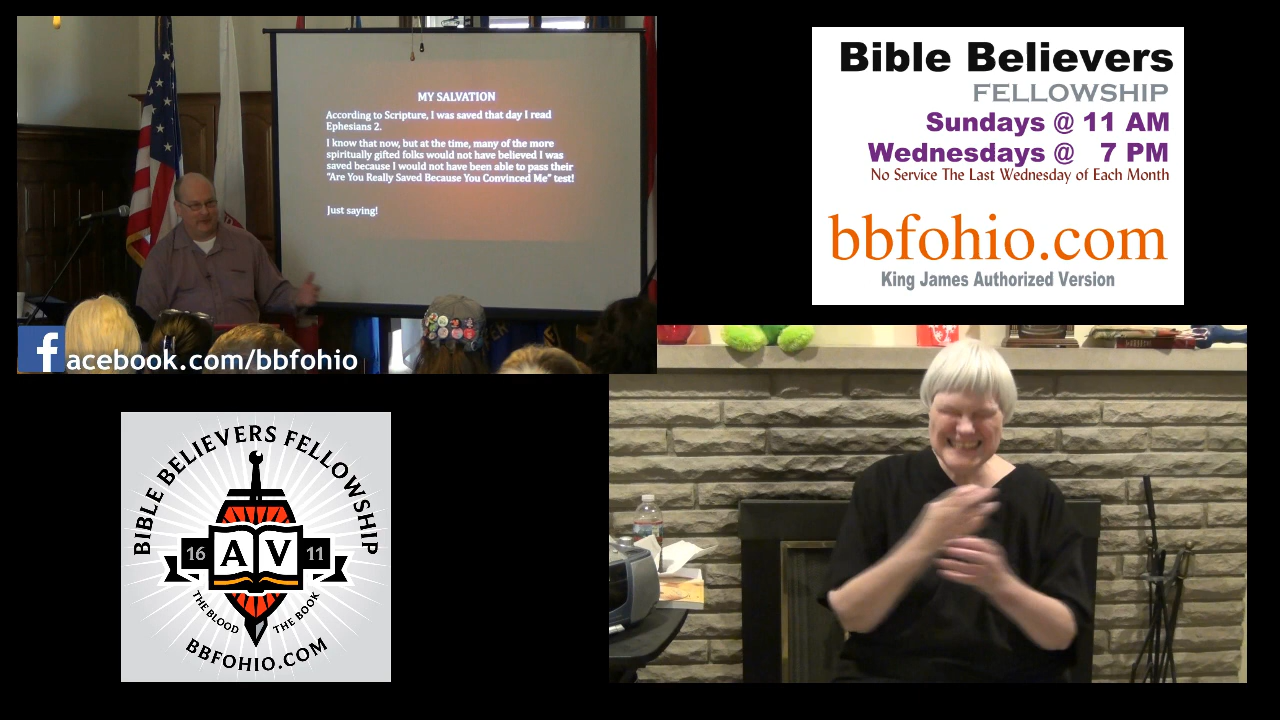 MY SALVATION
According to Scripture, I was saved that day I read
Ephesians 2.
I know that now, but at the time, many of the more
spiritually gifted folks would not have believed I was
saved because I would not have been able to pass their
“Are You Really Saved Because You Convinced Me” test!
Just saying!
facebook.com/bbfohio
Bible Believers
FELLOWSHIP
Sundays @ 11 AM
Wednesdays @ 7 PM
No Service The Last Wednesday of Each Month
bbfohio.com
King James Authorized Version
BIBLE BELIEVERS FELLOWSHIP
16 AV 11
THE BLOOD THE BOOK
BBFOHIO.COM